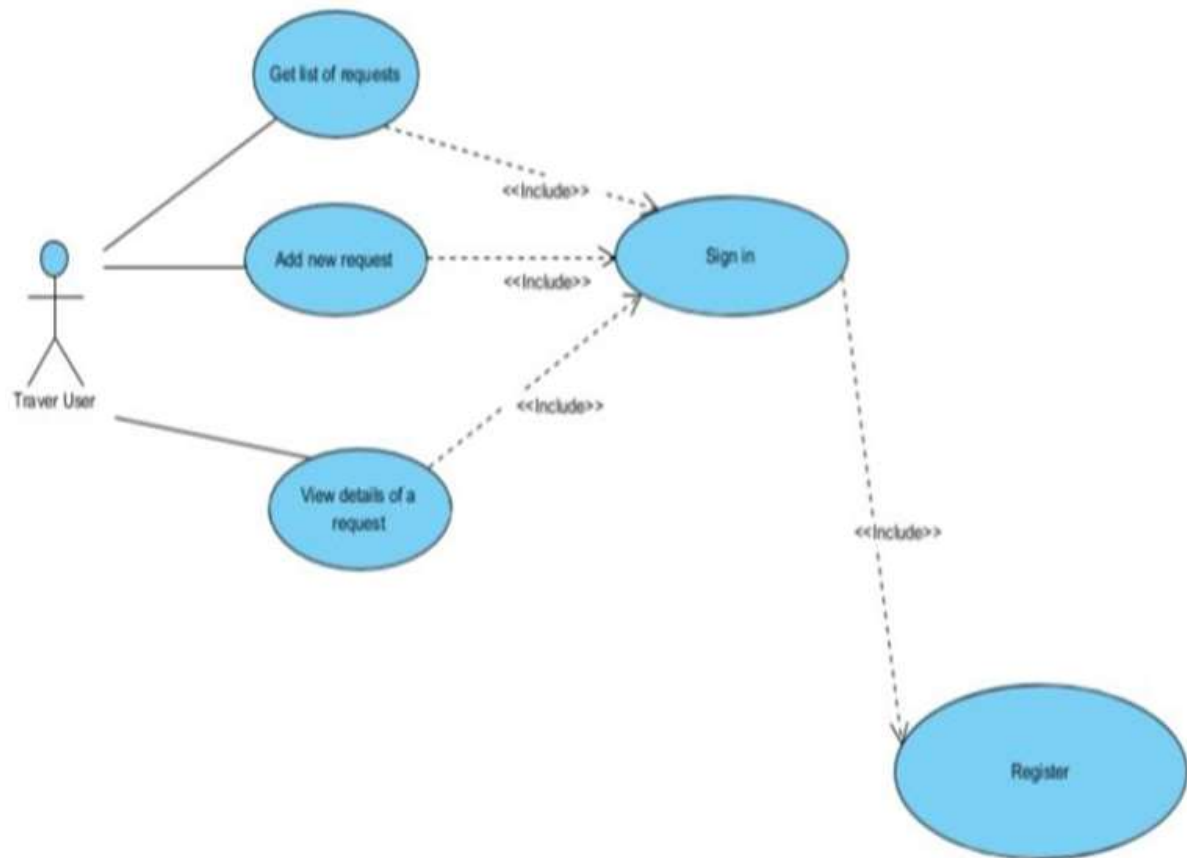 Get list of requests
<<Include>>
Add new request
Sign in
<<Include>>
Traver User
<<Include>>
View details of a
request
<<Include>>
Register